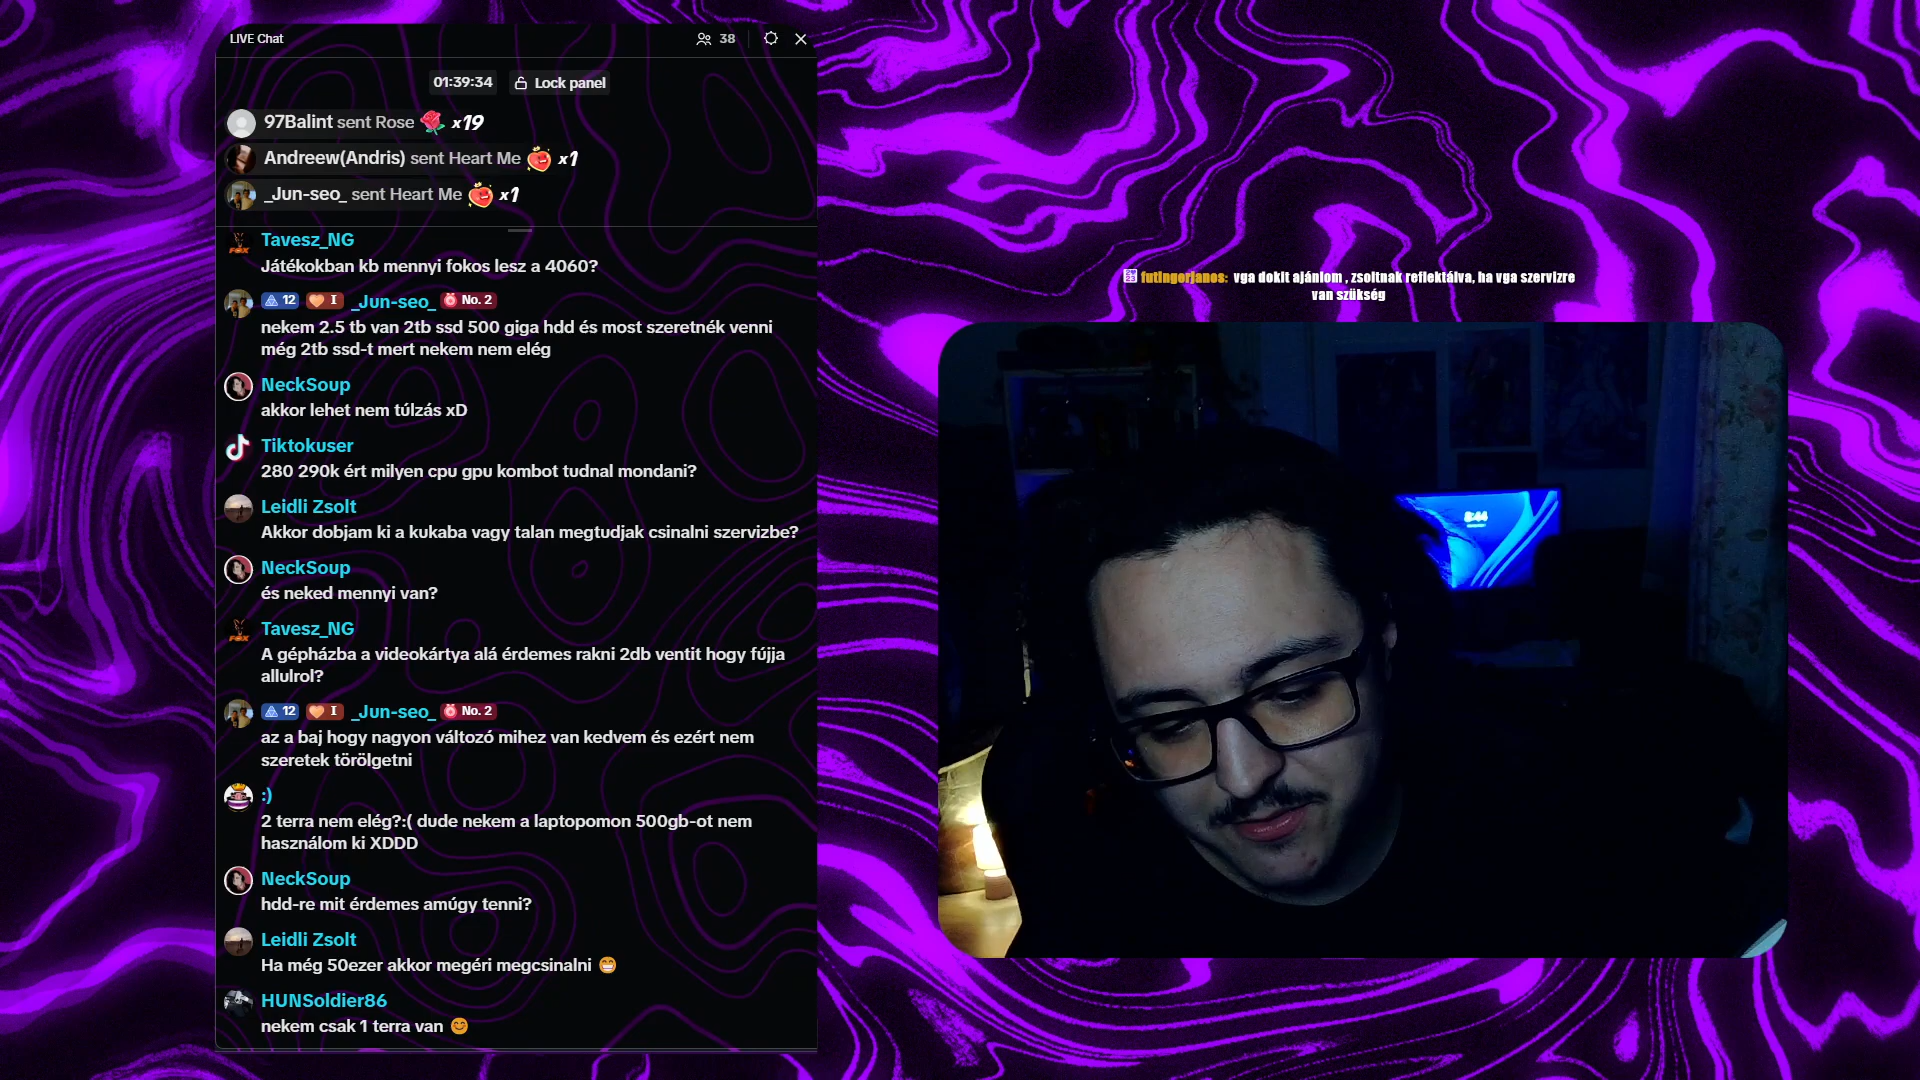 LIVE Chat
38
01:39:34
Lock panel
97Balint sent Rose x19
Andreew(Andris) sent Heart Me x1
_Jun-seo_ sent Heart Me x1
Tavesz_NG
Játékokban kb mennyi fokos lesz a 4060?
12 I _Jun-seo_ No. 2
nekem 2.5 tb van 2tb ssd 500 giga hdd és most szeretnék venni
még 2tb ssd-t mert nekem nem elég
NeckSoup
akkor lehet nem túlzás xD
Tiktokuser
280 290k ért milyen cpu gpu kombot tudnal mondani?
Leidli Zsolt
Akkor dobjam ki a kukaba vagy talan megtudjak csinalni szervizbe?
NeckSoup
és neked mennyi van?
FOX
Tavesz_NG
A gépházba a videokártya alá érdemes rakni 2db ventit hogy fújja
allulrol?
12 I _Jun-seo_ No. 2
az a baj hogy nagyon változó mihez van kedvem és ezért nem
szeretek törölgetni
:)
2 terra nem elég?:( dude nekem a laptopomon 500gb-ot nem
használom ki XDDD
NeckSoup
hdd-re mit érdemes amúgy tenni?
Leidli Zsolt
Ha még 50ezer akkor megéri megcsinalni 😁
HUNSoldier86
nekem csak 1 terra van 😊
futingorjanos: vga dokit ajánlom , zsoltnak reflektálva, ha vga szervizre
van szükség
8:44